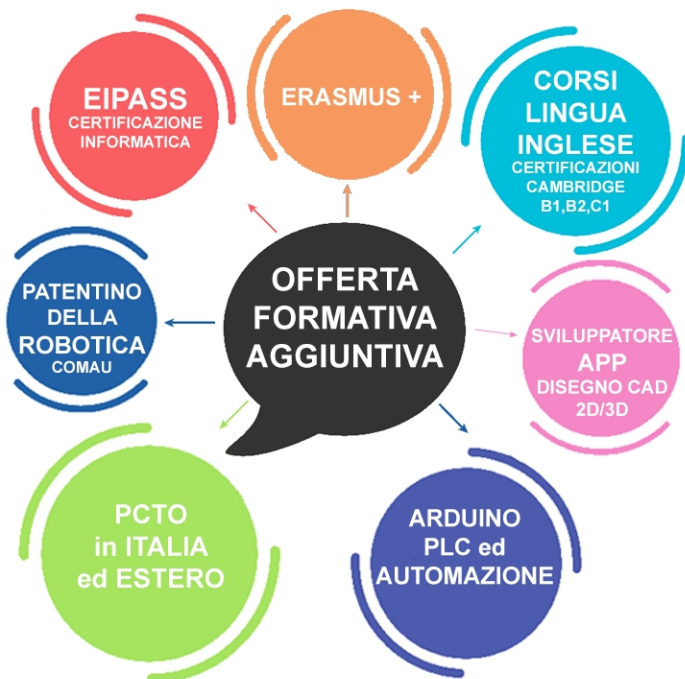 EIPASS
CERTIFICAZIONE
INFORMATICA
ERASMUS +
CORSI
LINGUA
INGLESE
CERTIFICAZIONI
CAMBRIDGE
B1,B2,C1
PATENTINO
DELLA
ROBOTICA
COMAU
OFFERTA
FORMATIVA
AGGIUNTIVA
SVILUPPATORE
APP
DISEGNO CAD
2D/3D
PCTO
in ITALIA
ed ESTERO
ARDUINO
PLC ed
AUTOMAZIONE